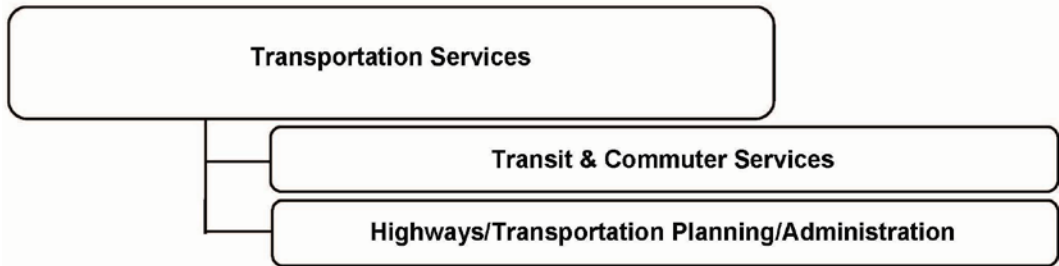 Transportation Services
Transit & Commuter Services
Highways/Transportation Planning/Administration